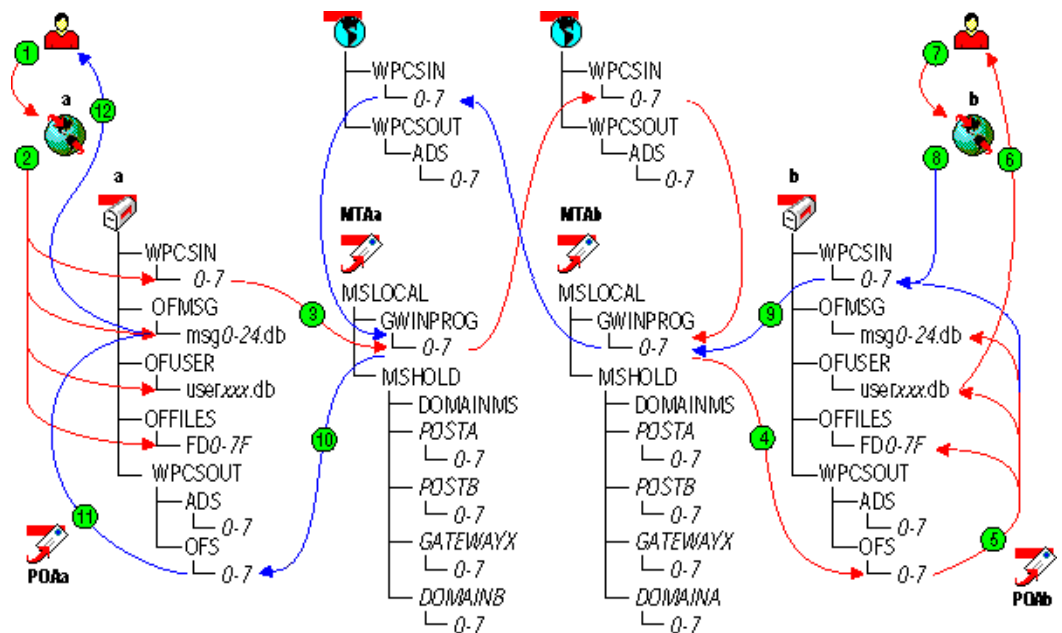 1
a
12
2
a
WPCSIN
0-7
OFMSG
msg0-24.db
OFUSER
userxxx.db
OFFILES
FD0-7F
WPCSOUT
ADS
0-7
OFS
0-7
11
POAa
3
10
WPCSIN
0-7
WPCSOUT
ADS
0-7
MTAa
MSLOCAL
GWINPROG
0-7
MSHOLD
DOMAINMS
POSTA
0-7
POSTB
0-7
GATEWAYX
0-7
DOMAINB
0-7
WPCSIN
0-7
WPCSOUT
ADS
0-7
MTAb
MSLOCAL
GWINPROG
0-7
MSHOLD
DOMAINMS
POSTA
0-7
POSTB
0-7
GATEWAYX
0-7
DOMAINA
0-7
4
9
7
b
8
6
b
WPCSIN
0-7
OFMSG
msg0-24.db
OFUSER
userxxx.db
OFFILES
FD0-7F
WPCSOUT
ADS
0-7
OFS
0-7
5
POAb